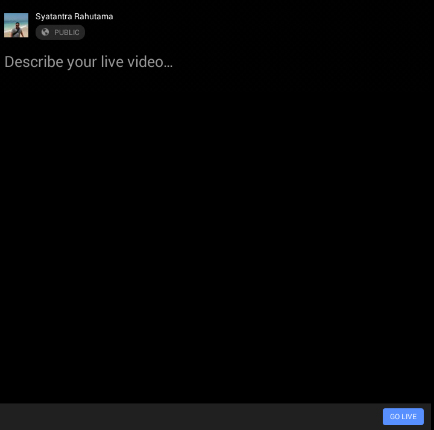 Syatantra Rahutama
PUBLIC
Describe your live video...
GO LIVE